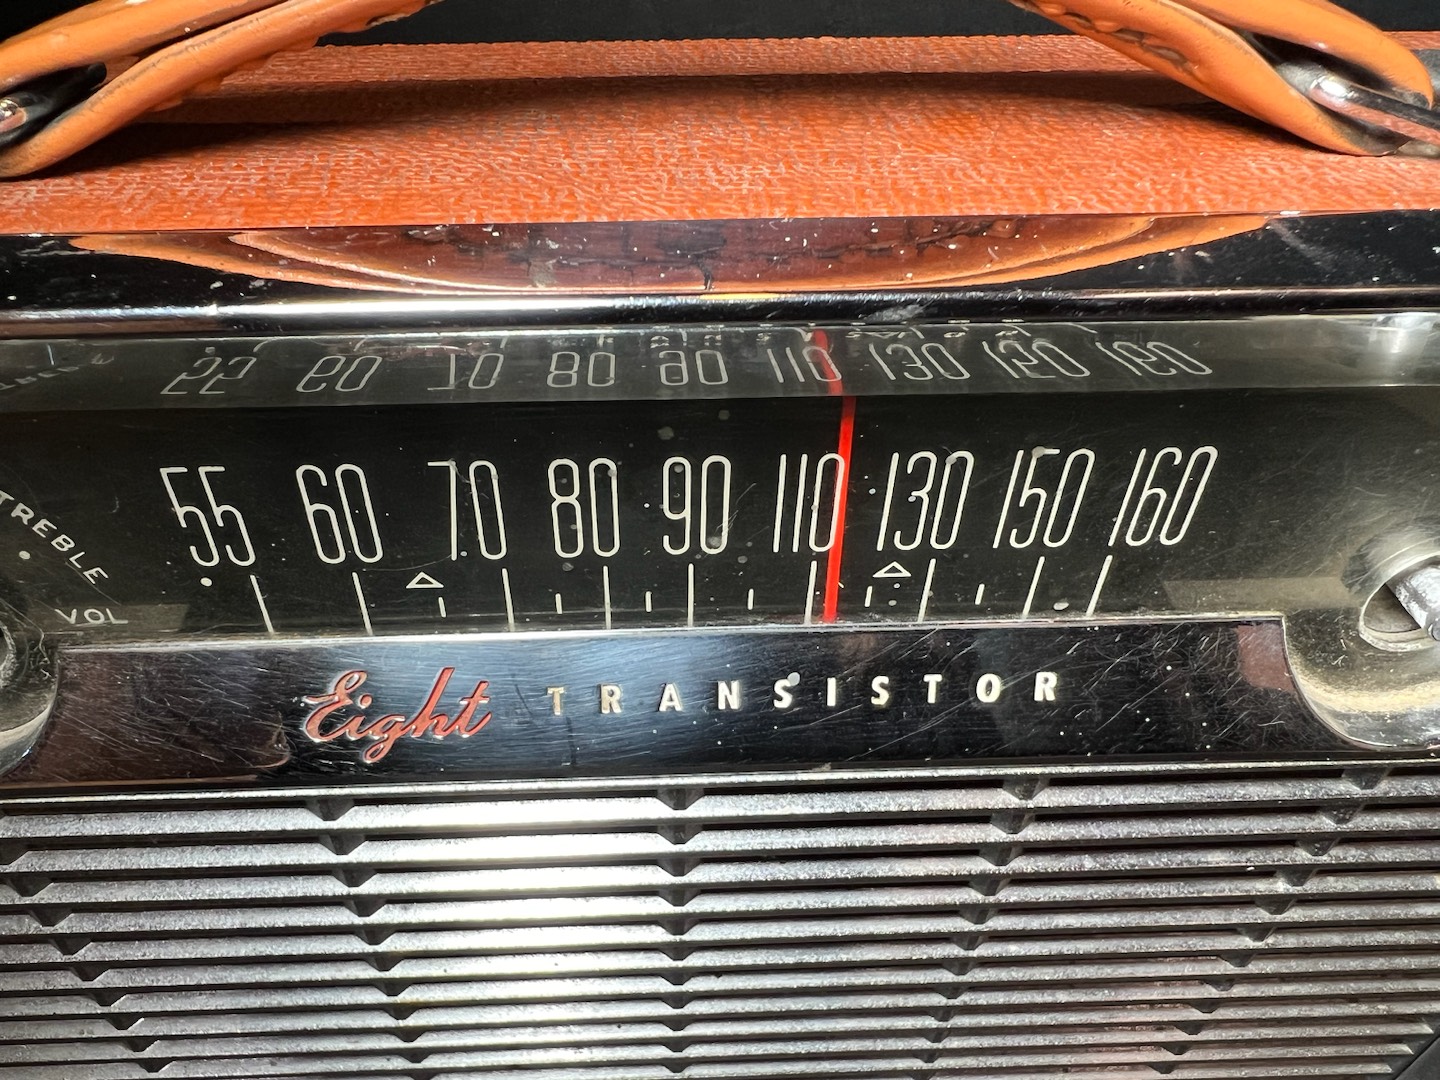 55 60 70 80 90 110 130 150 160
TREBLE
VOL
Eight TRANSISTOR